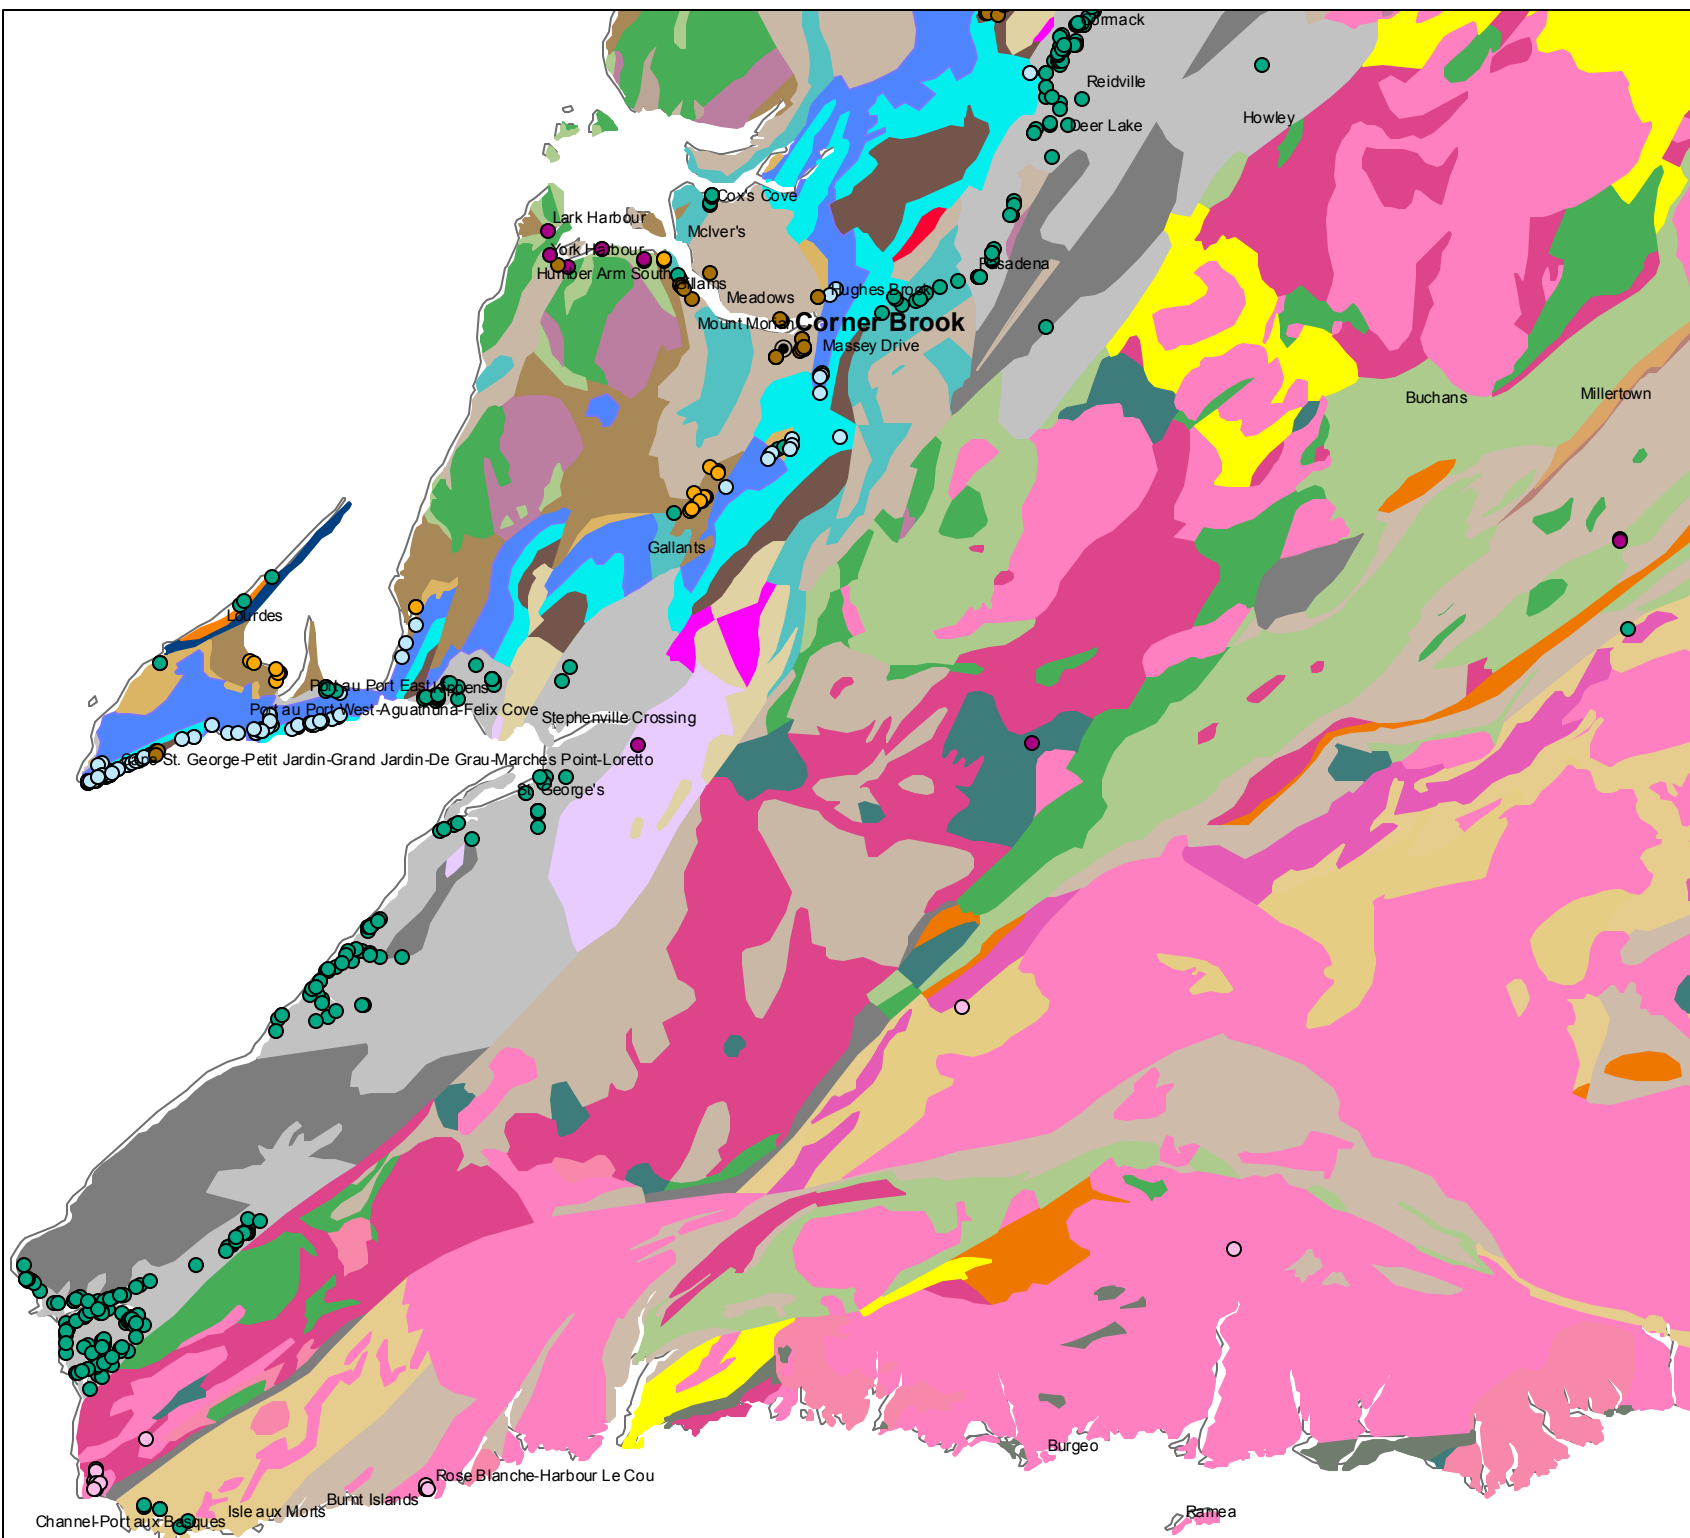 Cormack
Reidville
Howley
Deer Lake
Cox's Cove
Lark Harbour
McIver's
York Harbour
Pasadena
Humber Arm South
Gillams
Hughes Brook
Meadows
Mount Moriah
Corner Brook
Massey Drive
Buchans
Millertown
Gallants
Lourdes
Port au Port East
Kippens
Port au Port West-Aguathuna-Felix Cove
Stephenville Crossing
Cape St. George-Petit Jardin-Grand Jardin-De Grau-Marches Point-Loretto
St. George's
Burgeo
Rose Blanche-Harbour Le Cou
Burnt Islands
Isle aux Morts
Channel-Port aux Basques
Ramea